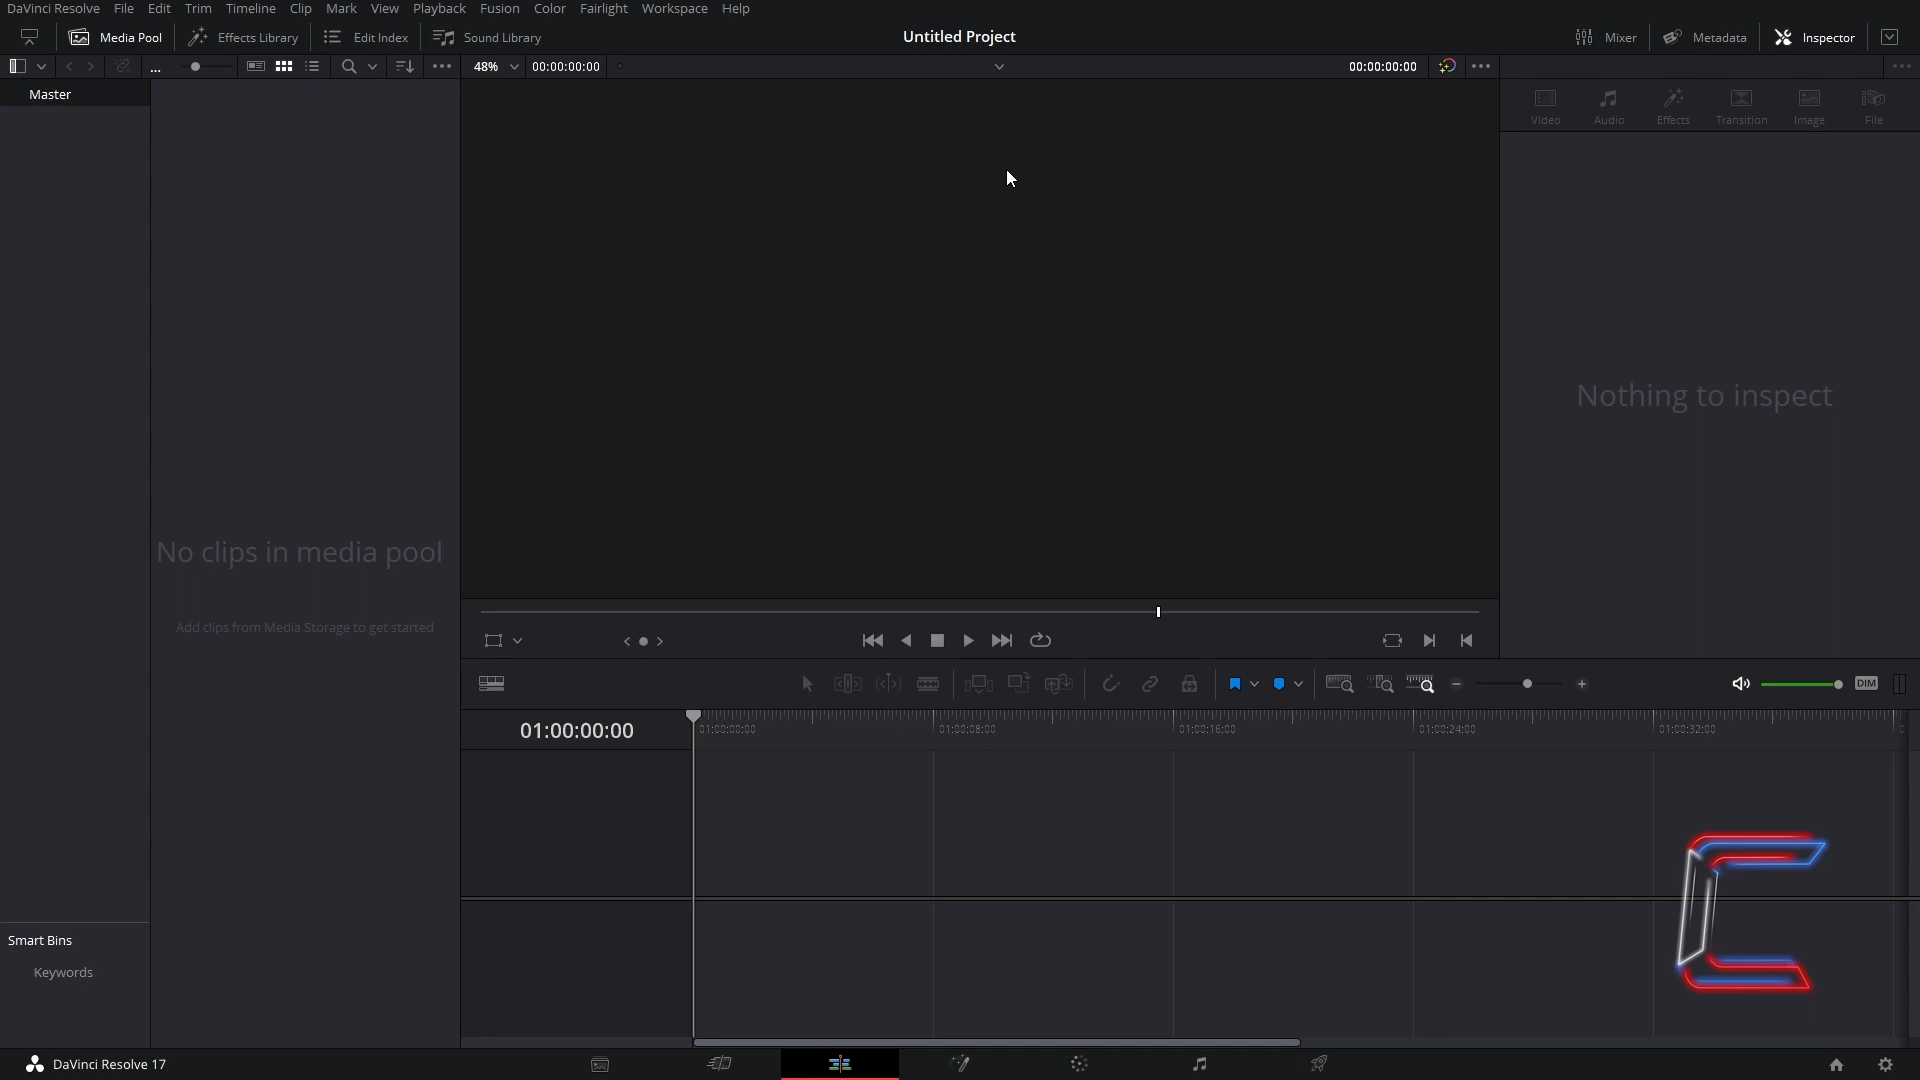 DaVinci Resolve File Edit Trim Timeline Clip Mark View Playback Fusion Color Fairlight Workspace Help
Media Pool Effects Library Edit Index Sound Library Untitled Project Mixer Metadata Inspector
... 48% 00:00:00:00 00:00:00:00
Master
Video Audio Effects Transition Image File
Nothing to inspect
No clips in media pool
Add clips from Media Storage to get started
DIM
01:00:00:00 01:00:00:00 01:00:08:00 01:00:16:00 01:00:24:00 01:00:32:00
Smart Bins
Keywords
DaVinci Resolve 17